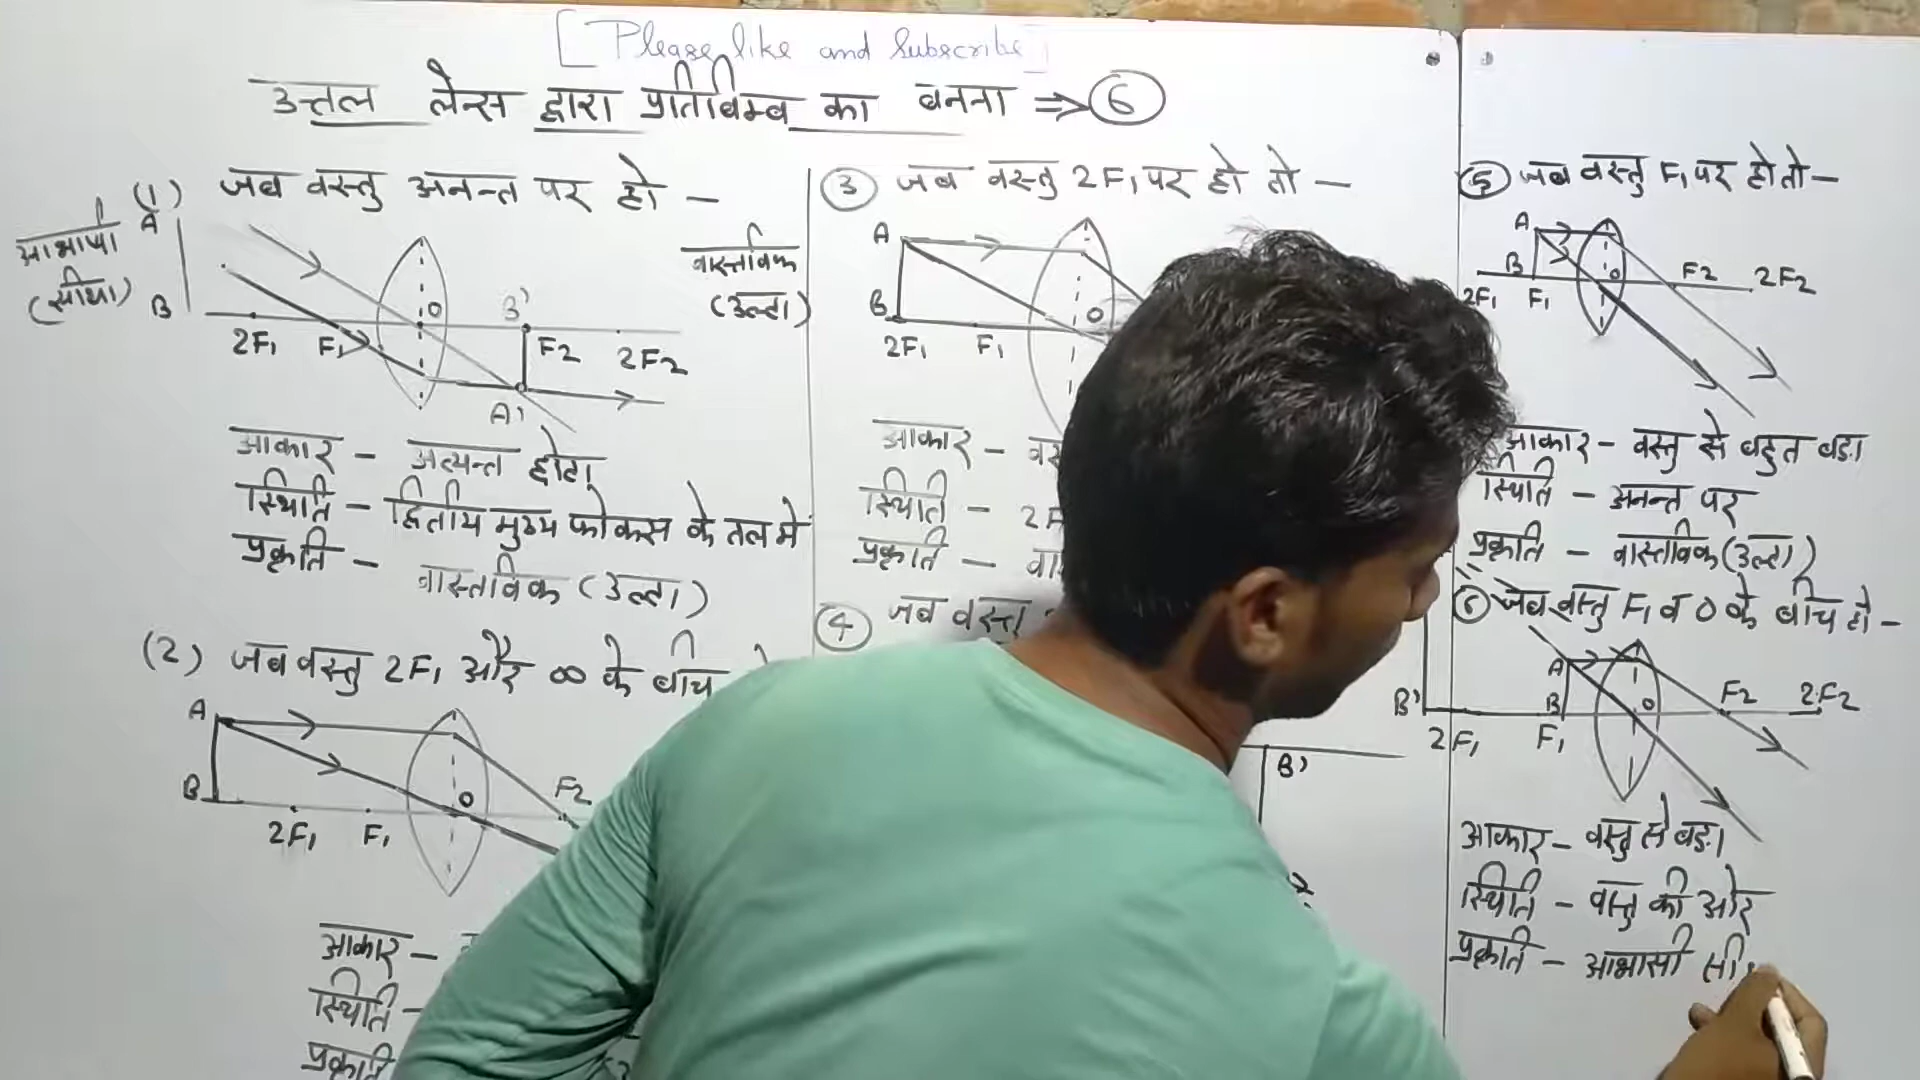 [Please like and Subscribe]
उत्तल लेन्स द्वारा प्रतिबिम्ब का बनना ⇒ 6
(1) जब वस्तु अनन्त पर हो –
आभाषी
(सीधा)
A
B
2F₁ F₁ O B' F2 2F2
A'
वास्तविक
(उल्टा)
आकार – अत्यन्त छोटा
स्थिति – द्वितीय मुख्य फोकस के तल मे
प्रकृति – वास्तविक (उल्टा)
(2) जब वस्तु 2F₁ और ∞ के बीच
A
B O F2
2F₁ F₁
आकार –
स्थिति –
प्रकृति
3 जब वस्तु 2F₁ पर हो तो –
A
B O
2F₁ F₁
आकार –
स्थिति –
प्रकृति –
4 जब वस्तु
B'
5 जब वस्तु F₁ पर हो तो –
A
B O F2 2F2
2F₁ F₁
आकार – वस्तु से बहुत बड़ा
स्थिति – अनन्त पर
प्रकृति – वास्तविक (उल्टा)
6 जब वस्तु F₁ व O के बीच हो –
A
B' B O F2 2F2
2F₁ F₁
आकार – वस्तु से बड़ा
स्थिति – वस्तु की ओर
प्रकृति – आभासी सी